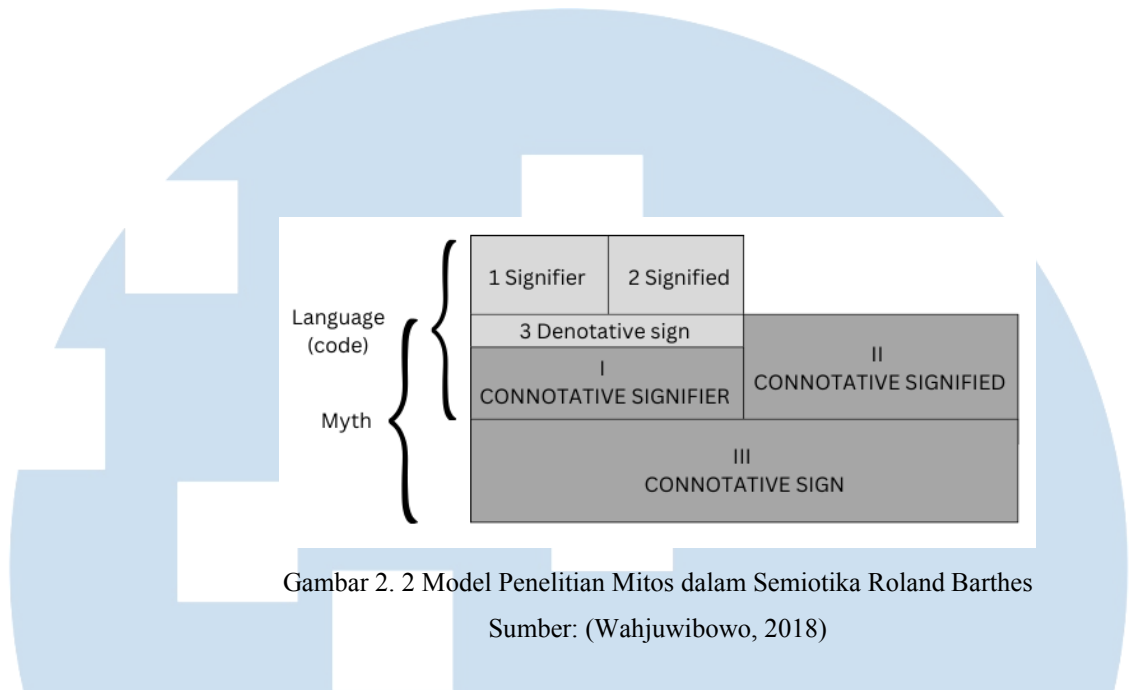 1 Signifier
2 Signified
Language
(code)
3 Denotative sign
I
CONNOTATIVE SIGNIFIER
II
CONNOTATIVE SIGNIFIED
Myth
III
CONNOTATIVE SIGN
Gambar 2. 2 Model Penelitian Mitos dalam Semiotika Roland Barthes
Sumber: (Wahjuwibowo, 2018)